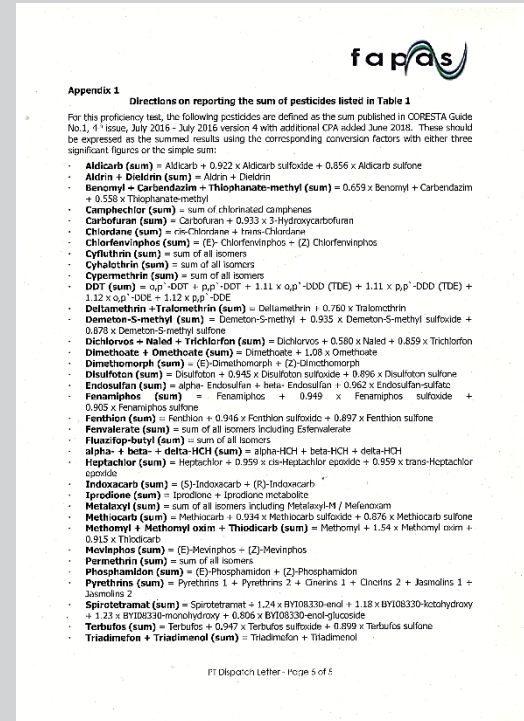 fapas
Appendix 1
Directions on reporting the sum of pesticides listed in Table 1
For this proficiency test, the following pesticides are defined as the sum published in CORESTA Guide
No.1, 4th issue, July 2016 - July 2016 version 4 with additional CPA added June 2018. These should
be expressed as the summed results using the corresponding conversion factors with either three
significant figures or the simple sum:
· Aldicarb (sum) = Aldicarb + 0.922 x Aldicarb sulfoxide + 0.856 x Aldicarb sulfone
· Aldrin + Dieldrin (sum) = Aldrin + Dieldrin
· Benomyl + Carbendazim + Thiophanate-methyl (sum) = 0.659 x Benomyl + Carbendazim
+ 0.558 x Thiophanate-methyl
· Camphechlor (sum) = sum of chlorinated camphenes
· Carbofuran (sum) = Carbofuran + 0.933 x 3-Hydroxycarbofuran
· Chlordane (sum) = cis-Chlordane + trans-Chlordane
· Chlorfenvinphos (sum) = (E)- Chlorfenvinphos + (Z) Chlorfenvinphos
· Cyfluthrin (sum) = sum of all isomers
· Cyhalothrin (sum) = sum of all isomers
· Cypermethrin (sum) = sum of all isomers
· DDT (sum) = o,p`-DDT + p,p`-DDT + 1.11 x o,p`-DDD (TDE) + 1.11 x p,p`-DDD (TDE) +
1.12 x o,p`-DDE + 1.12 x p,p`-DDE
· Deltamethrin +Tralomethrin (sum) = Deltamethrin + 0.760 x Tralomethrin
· Demeton-S-methyl (sum) = Demeton-S-methyl + 0.935 x Demeton-S-methyl sulfoxide +
0.878 x Demeton-S-methyl sulfone
· Dichlorvos + Naled + Trichlorfon (sum) = Dichlorvos + 0.580 x Naled + 0.859 x Trichlorfon
· Dimethoate + Omethoate (sum) = Dimethoate + 1.08 x Omethoate
· Dimethomorph (sum) = (E)-Dimethomorph + (Z)-Dimethomorph
· Disulfoton (sum) = Disulfoton + 0.945 x Disulfoton sulfoxide + 0.896 x Disulfoton sulfone
· Endosulfan (sum) = alpha- Endosulfan + beta- Endosulfan + 0.962 x Endosulfan-sulfate
· Fenamiphos (sum) = Fenamiphos + 0.949 x Fenamiphos sulfoxide +
0.905 x Fenamiphos sulfone
· Fenthion (sum) = Fenthion + 0.946 x Fenthion sulfoxide + 0.897 x Fenthion sulfone
· Fenvalerate (sum) = sum of all isomers including Esfenvalerate
· Fluazifop-butyl (sum) = sum of all isomers
· alpha- + beta- + delta-HCH (sum) = alpha-HCH + beta-HCH + delta-HCH
· Heptachlor (sum) = Heptachlor + 0.959 x cis-Heptachlor epoxide + 0.959 x trans-Heptachlor
epoxide
· Indoxacarb (sum) = (S)-Indoxacarb + (R)-Indoxacarb
· Iprodione (sum) = Iprodione + Iprodione metabolite
· Metalaxyl (sum) = sum of all isomers including Metalaxyl-M / Mefenoxam
· Methiocarb (sum) = Methiocarb + 0.934 x Methiocarb sulfoxide + 0.876 x Methiocarb sulfone
· Methomyl + Methomyl oxim + Thiodicarb (sum) = Methomyl + 1.54 x Methomyl oxim +
0.915 x Thiodicarb
· Mevinphos (sum) = (E)-Mevinphos + (Z)-Mevinphos
· Permethrin (sum) = sum of all isomers
· Phosphamidon (sum) = (E)-Phosphamidon + (Z)-Phosphamidon
· Pyrethrins (sum) = Pyrethrins 1 + Pyrethrins 2 + Cinerins 1 + Cinerins 2 + Jasmolins 1 +
Jasmolins 2
· Spirotetramat (sum) = Spirotetramat + 1.24 x BYI08330-enol + 1.18 x BYI08330-ketohydroxy
+ 1.23 x BYI08330-monohydroxy + 0.806 x BYI08330-enol-glucoside
· Terbufos (sum) = Terbufos + 0.947 x Terbufos sulfoxide + 0.899 x Terbufos sulfone
· Triadimefon + Triadimenol (sum) = Triadimefon + Triadimenol
PT Dispatch Letter - Page 5 of 5